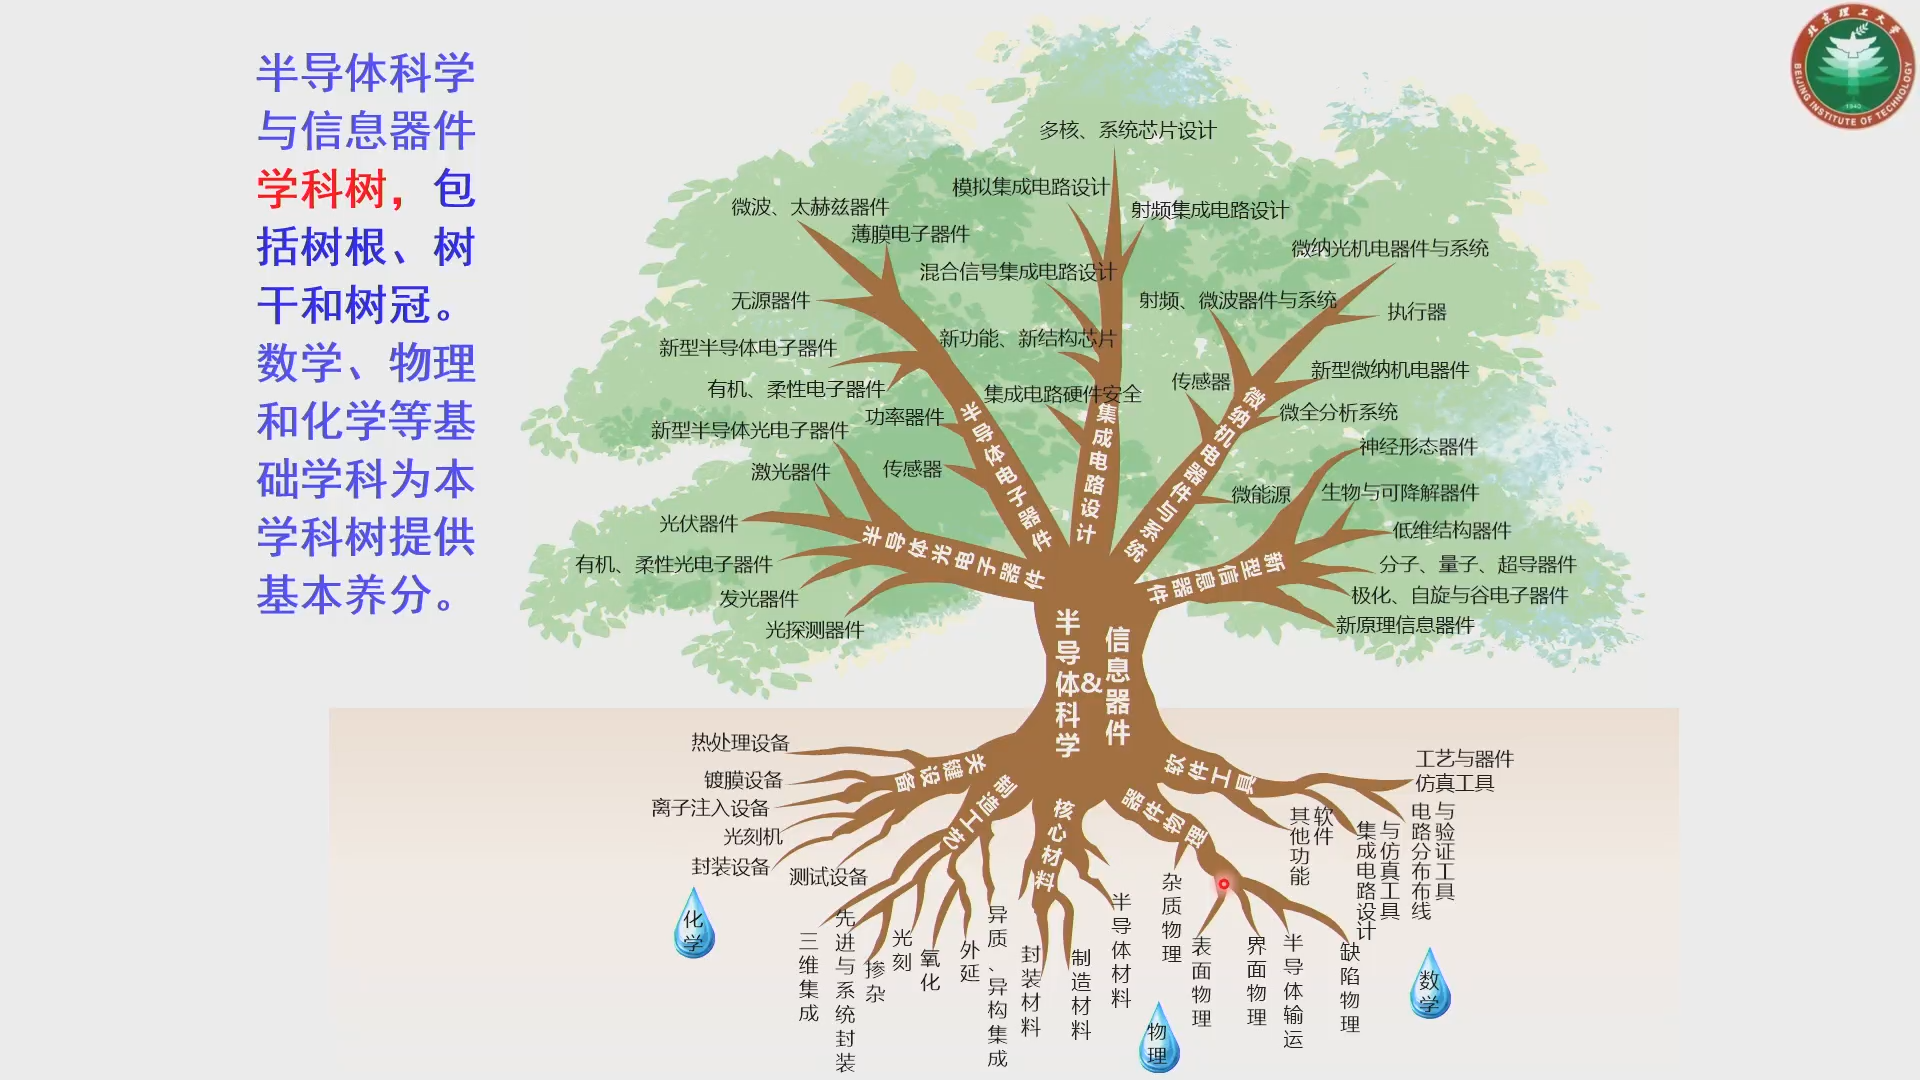 半导体科学
与信息器件
学科树，包
括树根、树
干和树冠。
数学、物理
和化学等基
础学科为本
学科树提供
基本养分。
北京理工大学
BEIJING INSTITUTE OF TECHNOLOGY
1940
多核、系统芯片设计
模拟集成电路设计
射频集成电路设计
混合信号集成电路设计
新功能、新结构芯片
集成电路硬件安全
集成电路设计
微波、太赫兹器件
薄膜电子器件
无源器件
新型半导体电子器件
有机、柔性电子器件
功率器件
传感器
半导体电子器件
新型半导体光电子器件
激光器件
光伏器件
有机、柔性光电子器件
发光器件
光探测器件
半导体光电子器件
微纳光机电器件与系统
射频、微波器件与系统
执行器
新型微纳机电器件
传感器
微全分析系统
微能源
微纳机电器件与系统
神经形态器件
生物与可降解器件
低维结构器件
分子、量子、超导器件
极化、自旋与谷电子器件
新原理信息器件
新型信息器件
半导体科学
&
信息器件
关键设备
热处理设备
镀膜设备
离子注入设备
光刻机
封装设备
测试设备
制造工艺
三维集成
先进与系统封装
掺杂
光刻
氧化
外延
异质、异构集成
核心材料
封装材料
制造材料
半导体材料
器件物理
杂质物理
表面物理
界面物理
半导体输运
缺陷物理
软件工具
工艺与器件
仿真工具
其他功能
软件
集成电路设计
与仿真工具
电路分布布线
与验证工具
化学
物理
数学